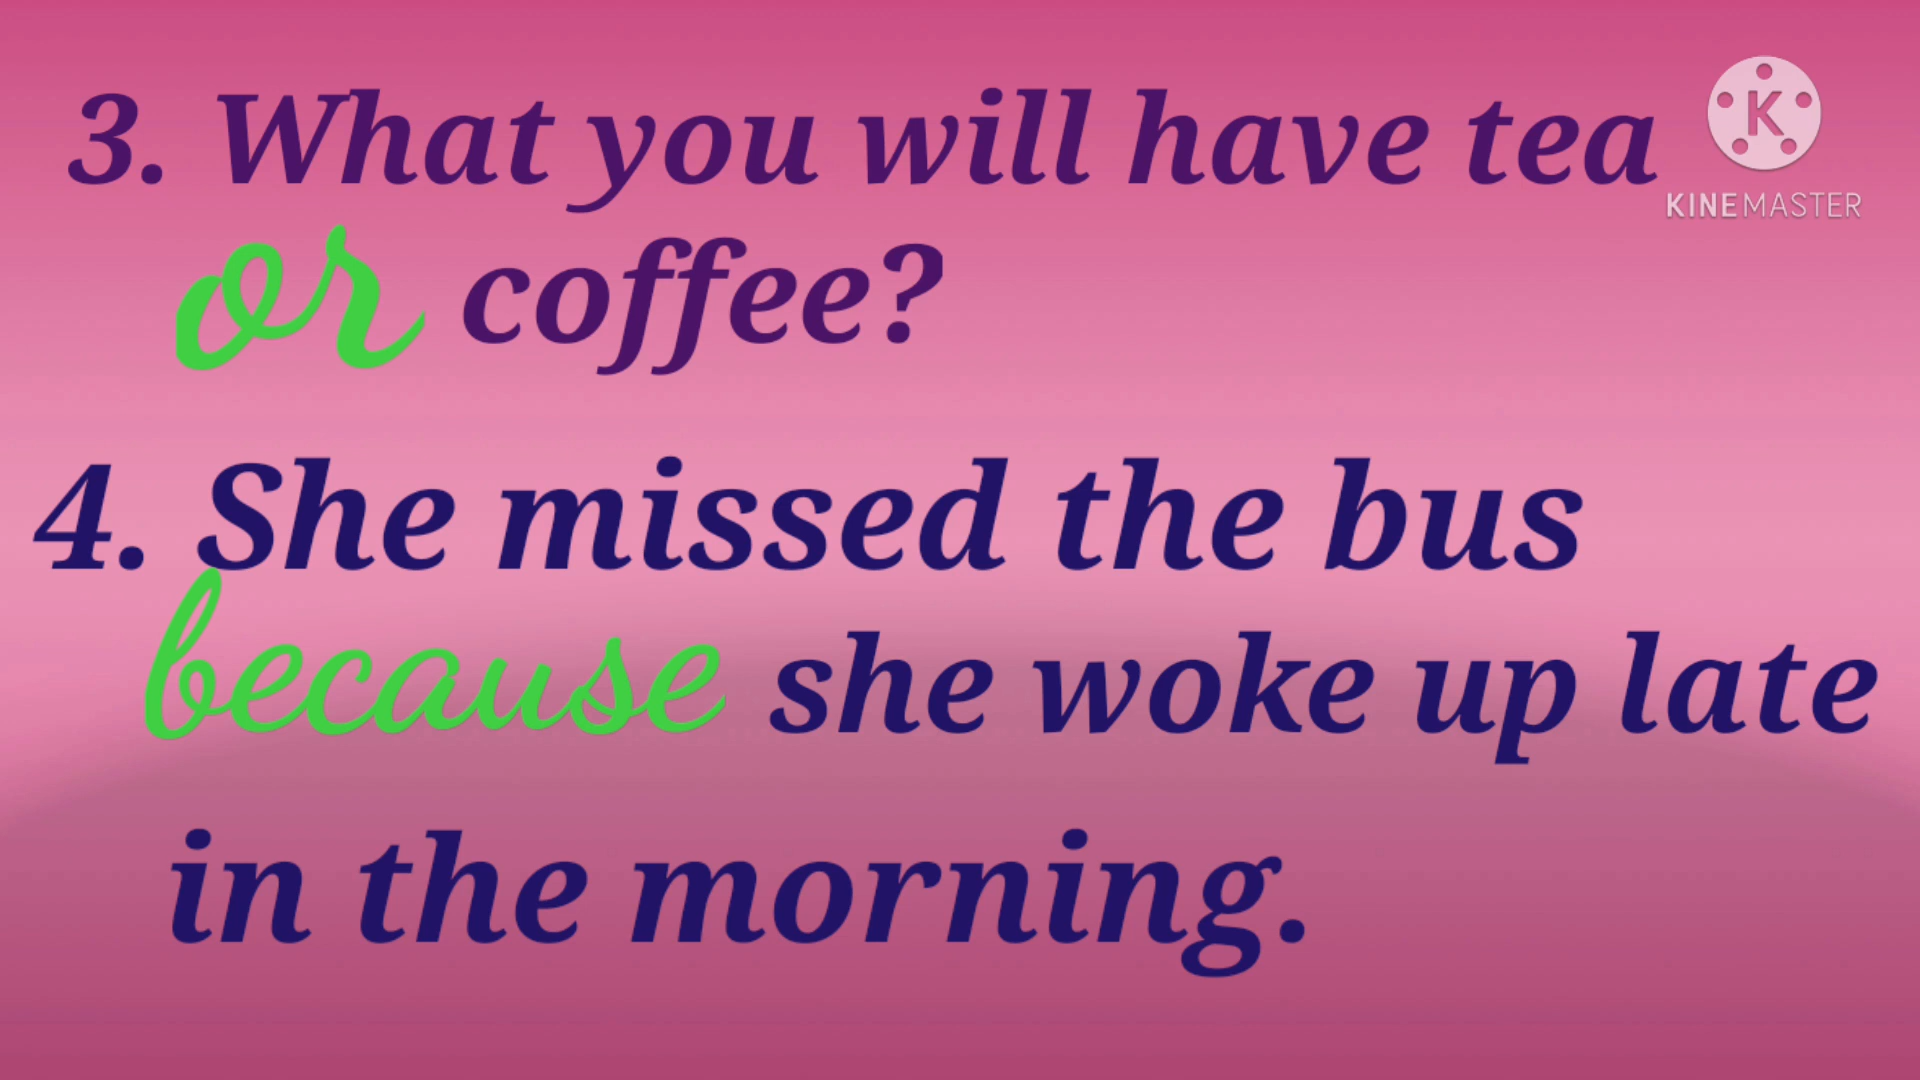 3. What you will have tea
or coffee?
4. She missed the bus
because she woke up late
in the morning.
K
KINEMASTER